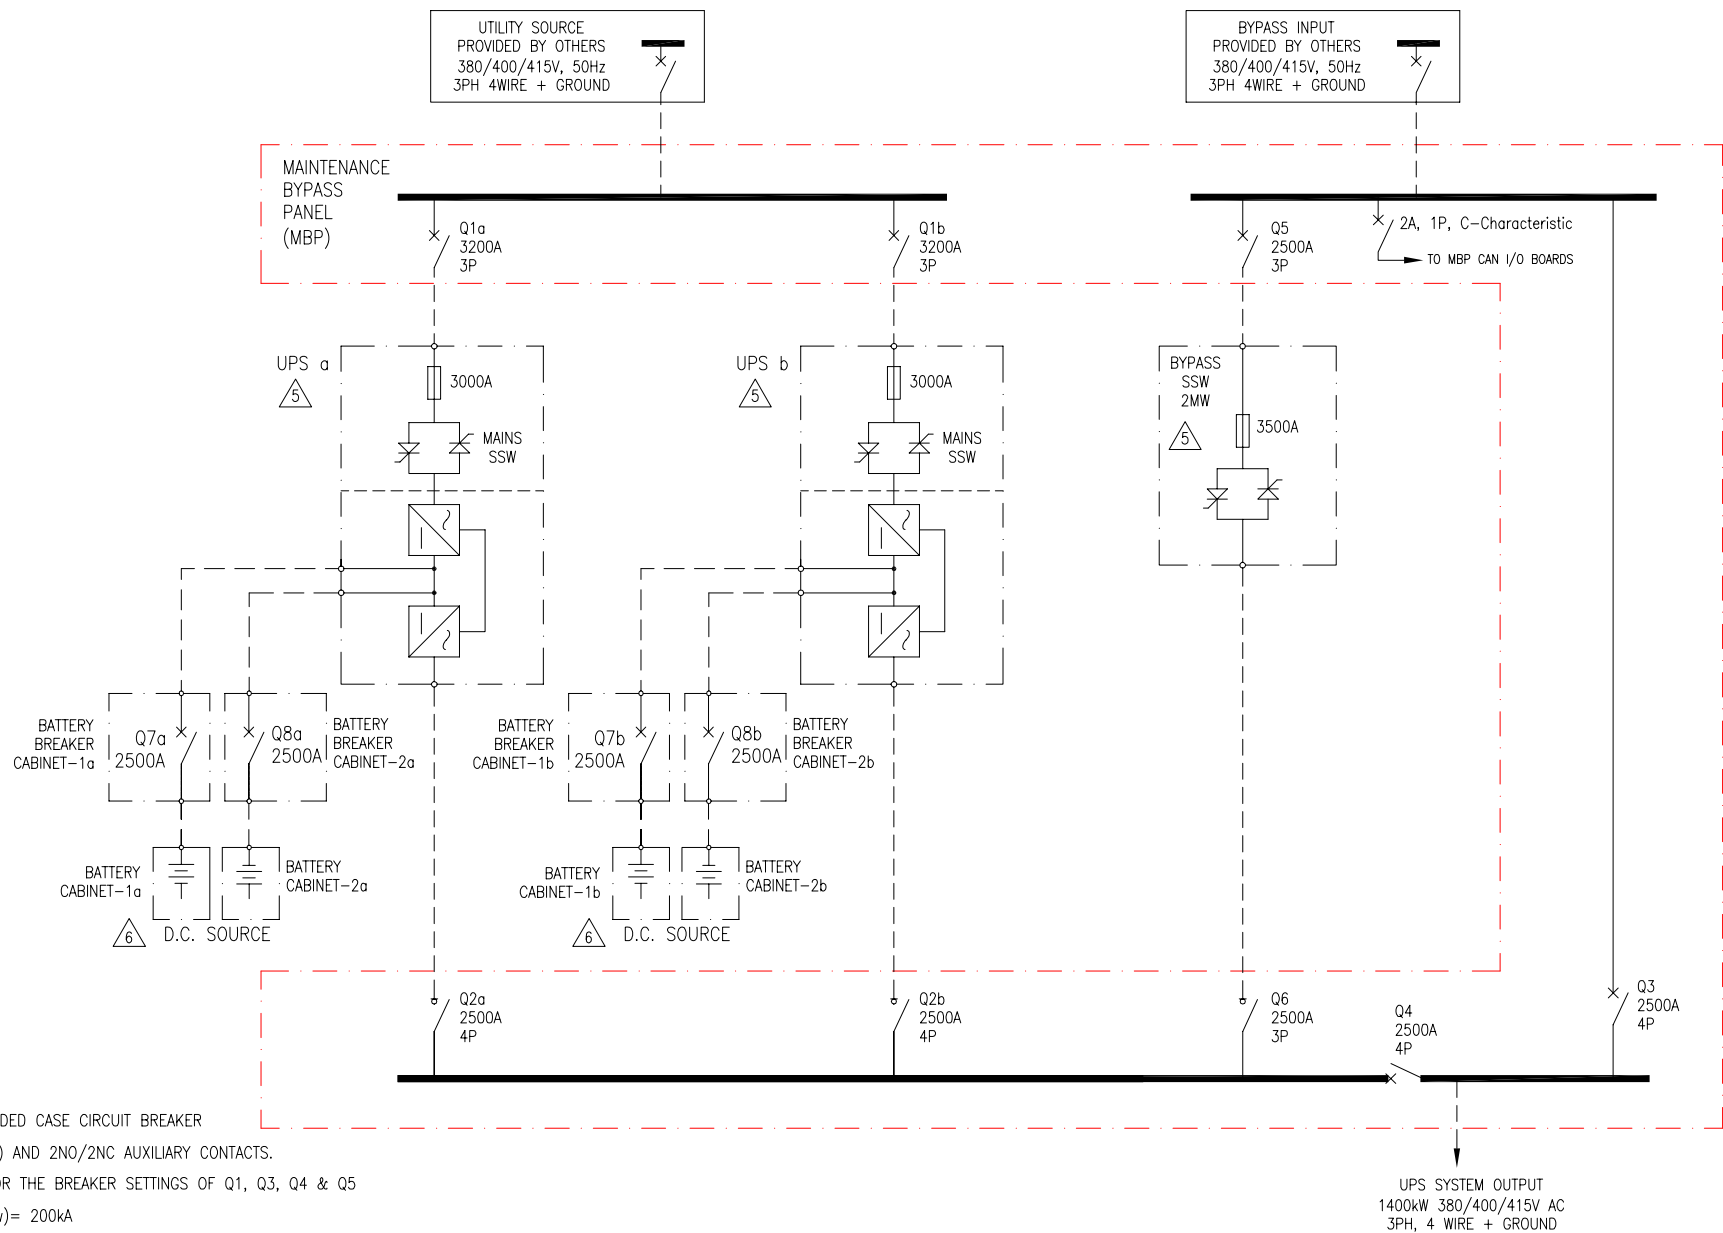 UTILITY SOURCE
PROVIDED BY OTHERS
380/400/415V, 50Hz
3PH 4WIRE + GROUND
BYPASS INPUT
PROVIDED BY OTHERS
380/400/415V, 50Hz
3PH 4WIRE + GROUND
MAINTENANCE
BYPASS
PANEL
(MBP)
Q1a
3200A
3P
Q1b
3200A
3P
Q5
2500A
3P
2A, 1P, C-Characteristic
TO MBP CAN I/O BOARDS
UPS a
5
3000A
MAINS
SSW
UPS b
5
3000A
MAINS
SSW
BYPASS
SSW
2MW
5
3500A
BATTERY
BREAKER
CABINET-1a
Q7a
2500A
Q8a
2500A
BATTERY
BREAKER
CABINET-2a
BATTERY
BREAKER
CABINET-1b
Q7b
2500A
Q8b
2500A
BATTERY
BREAKER
CABINET-2b
BATTERY
CABINET-1a
BATTERY
CABINET-2a
6
D.C. SOURCE
BATTERY
CABINET-1b
BATTERY
CABINET-2b
6
D.C. SOURCE
Q2a
2500A
4P
Q2b
2500A
4P
Q6
2500A
3P
Q4
2500A
4P
Q3
2500A
4P
DED CASE CIRCUIT BREAKER
) AND 2NO/2NC AUXILIARY CONTACTS.
OR THE BREAKER SETTINGS OF Q1, Q3, Q4 & Q5
w)= 200kA
UPS SYSTEM OUTPUT
1400kW 380/400/415V AC
3PH, 4 WIRE + GROUND